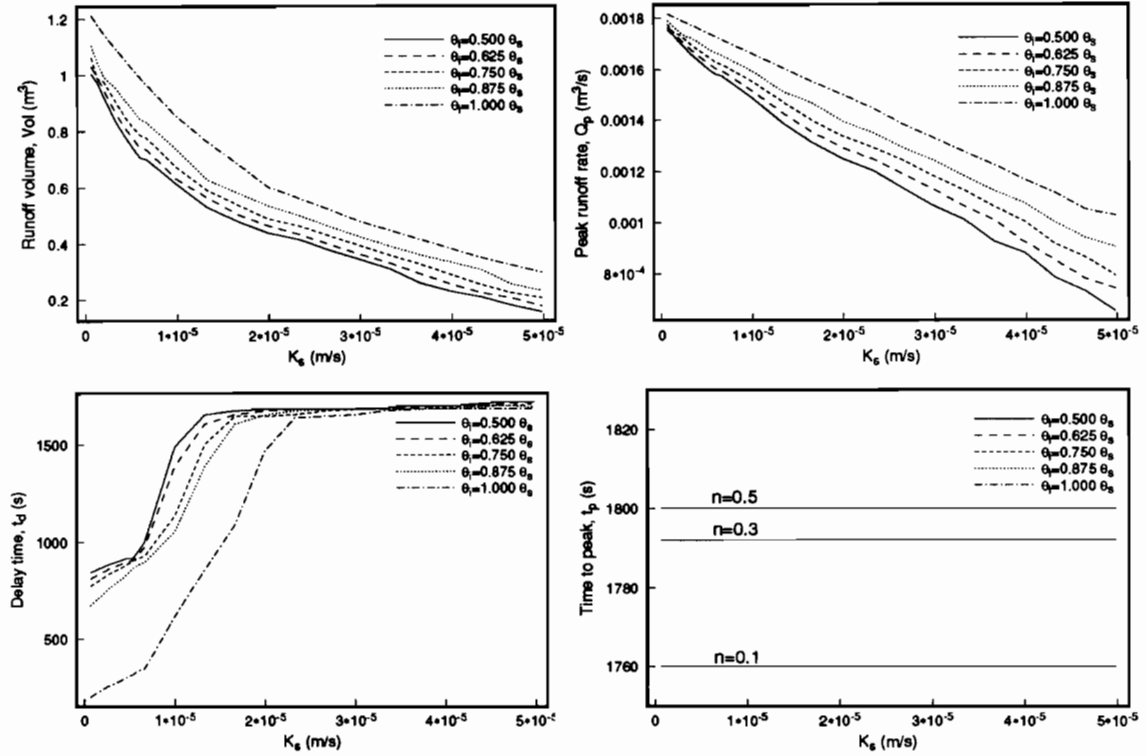 Runoff volume, Vol (m³)
1.2
1
0.8
0.6
0.4
0.2
0
1•10⁻⁵
2•10⁻⁵
3•10⁻⁵
4•10⁻⁵
5•10⁻⁵
Kₛ (m/s)
θᵢ=0.500 θₛ
θᵢ=0.625 θₛ
θᵢ=0.750 θₛ
θᵢ=0.875 θₛ
θᵢ=1.000 θₛ
Peak runoff rate, Qₚ (m³/s)
0.0018
0.0016
0.0014
0.0012
0.001
8•10⁻⁴
0
1•10⁻⁵
2•10⁻⁵
3•10⁻⁵
4•10⁻⁵
5•10⁻⁵
Kₛ (m/s)
θᵢ=0.500 θₛ
θᵢ=0.625 θₛ
θᵢ=0.750 θₛ
θᵢ=0.875 θₛ
θᵢ=1.000 θₛ
Delay time, t_d (s)
1500
1000
500
0
1•10⁻⁵
2•10⁻⁵
3•10⁻⁵
4•10⁻⁵
5•10⁻⁵
Kₛ (m/s)
θᵢ=0.500 θₛ
θᵢ=0.625 θₛ
θᵢ=0.750 θₛ
θᵢ=0.875 θₛ
θᵢ=1.000 θₛ
Time to peak, tₚ (s)
1820
1800
1780
1760
0
1•10⁻⁵
2•10⁻⁵
3•10⁻⁵
4•10⁻⁵
5•10⁻⁵
Kₛ (m/s)
θᵢ=0.500 θₛ
θᵢ=0.625 θₛ
θᵢ=0.750 θₛ
θᵢ=0.875 θₛ
θᵢ=1.000 θₛ
n=0.5
n=0.3
n=0.1